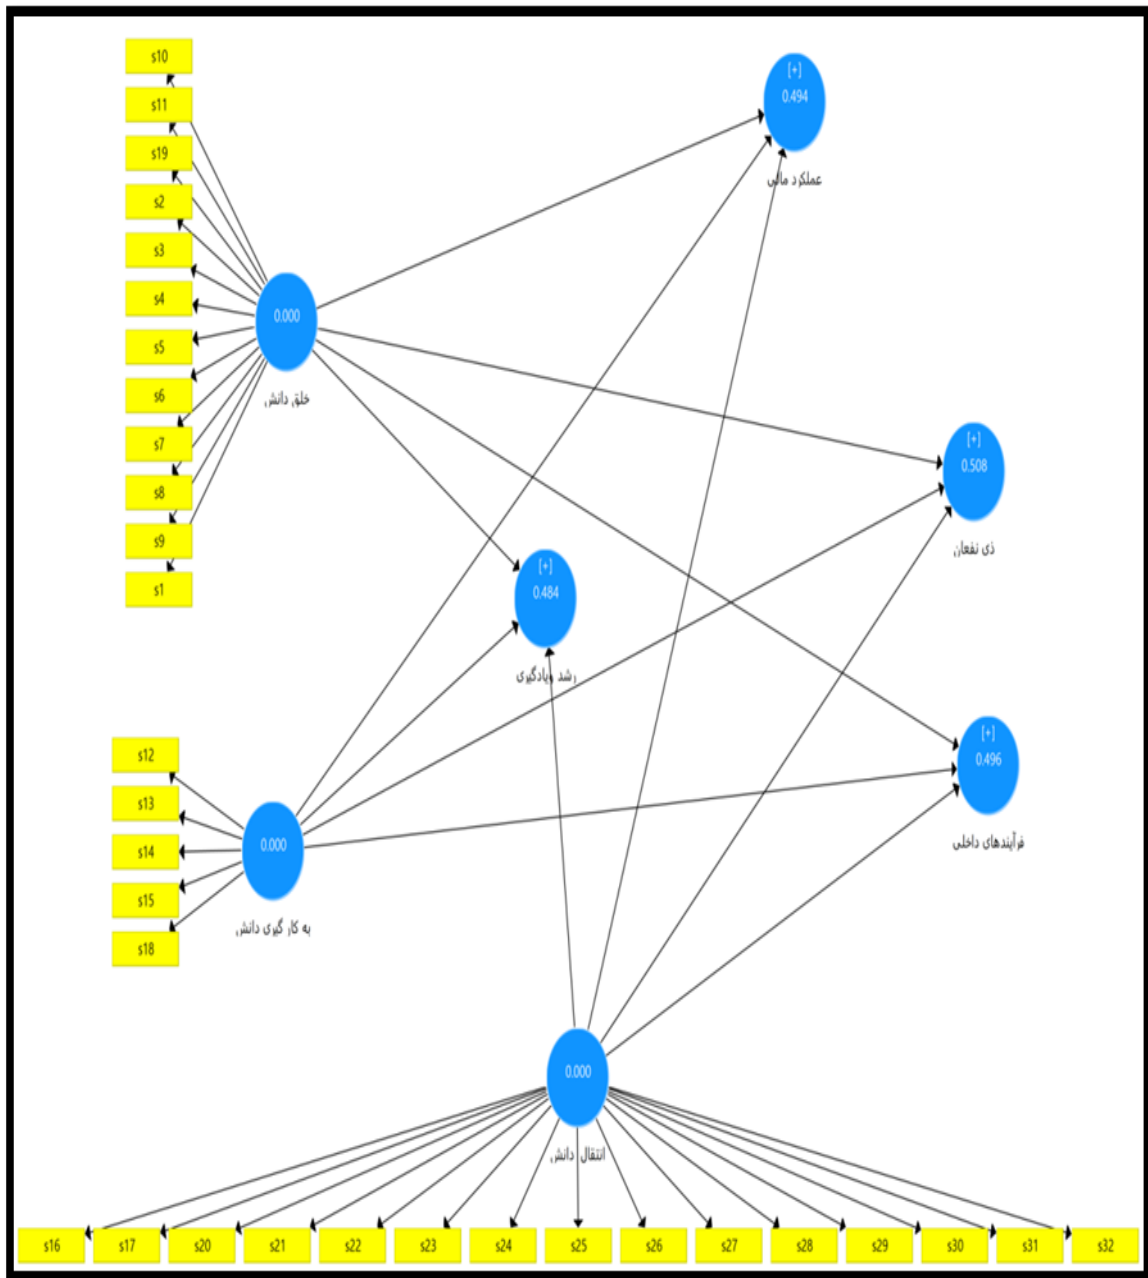 s10
s11
s19
s2
s3
s4
s5
s6
s7
s8
s9
s1
0.000
خلق دانش
[+]
0.494
عملکرد مالی
[+]
0.508
ذی نفعان
[+]
0.484
رشد ویادگیری
[+]
0.496
فرآیندهای داخلی
s12
s13
s14
s15
s18
0.000
به کار گیری دانش
0.000
انتقال دانش
s16
s17
s20
s21
s22
s23
s24
s25
s26
s27
s28
s29
s30
s31
s32